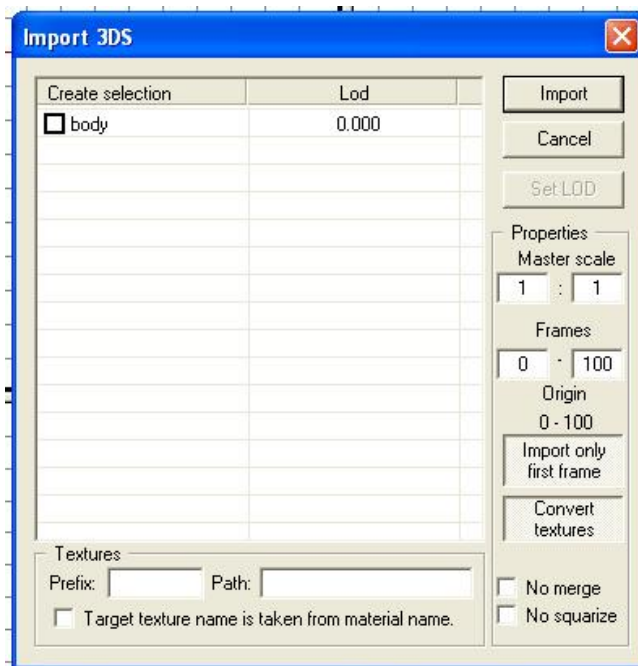 Import 3DS
Create selection Lod
body 0.000
Import
Cancel
Set LOD
Properties
Master scale
1 : 1
Frames
0 - 100
Origin
0 - 100
Import only
first frame
Convert
textures
No merge
No squarize
Textures
Prefix: Path:
Target texture name is taken from material name.